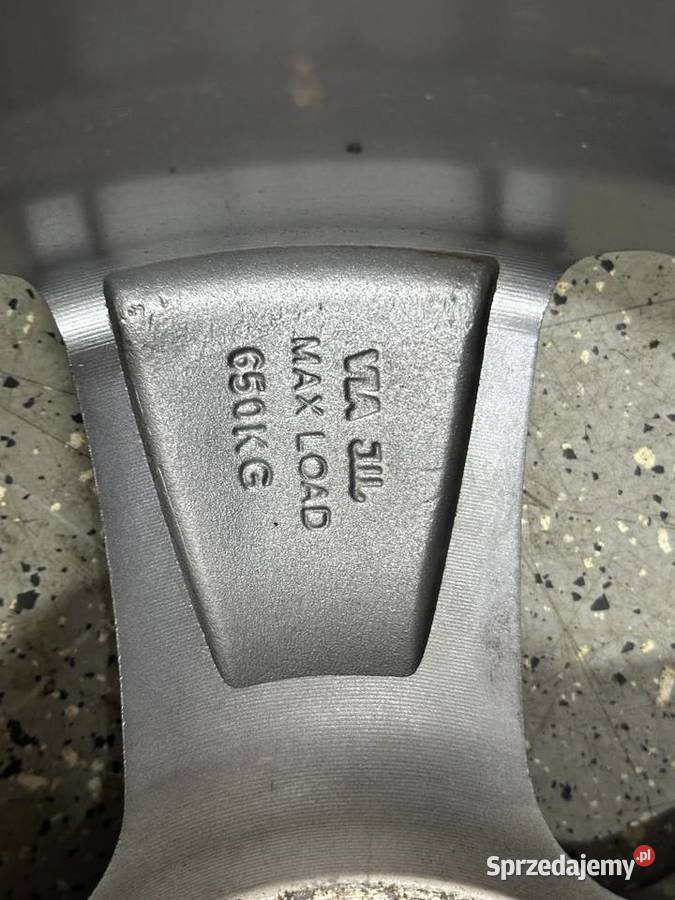 VIA JWL
MAX LOAD
650KG
Sprzedajemy.pl